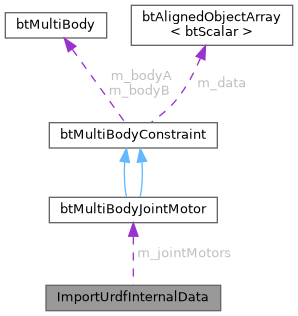 btMultiBody
btAlignedObjectArray
< btScalar >
m_bodyA
m_bodyB
m_data
btMultiBodyConstraint
btMultiBodyJointMotor
m_jointMotors
ImportUrdfInternalData